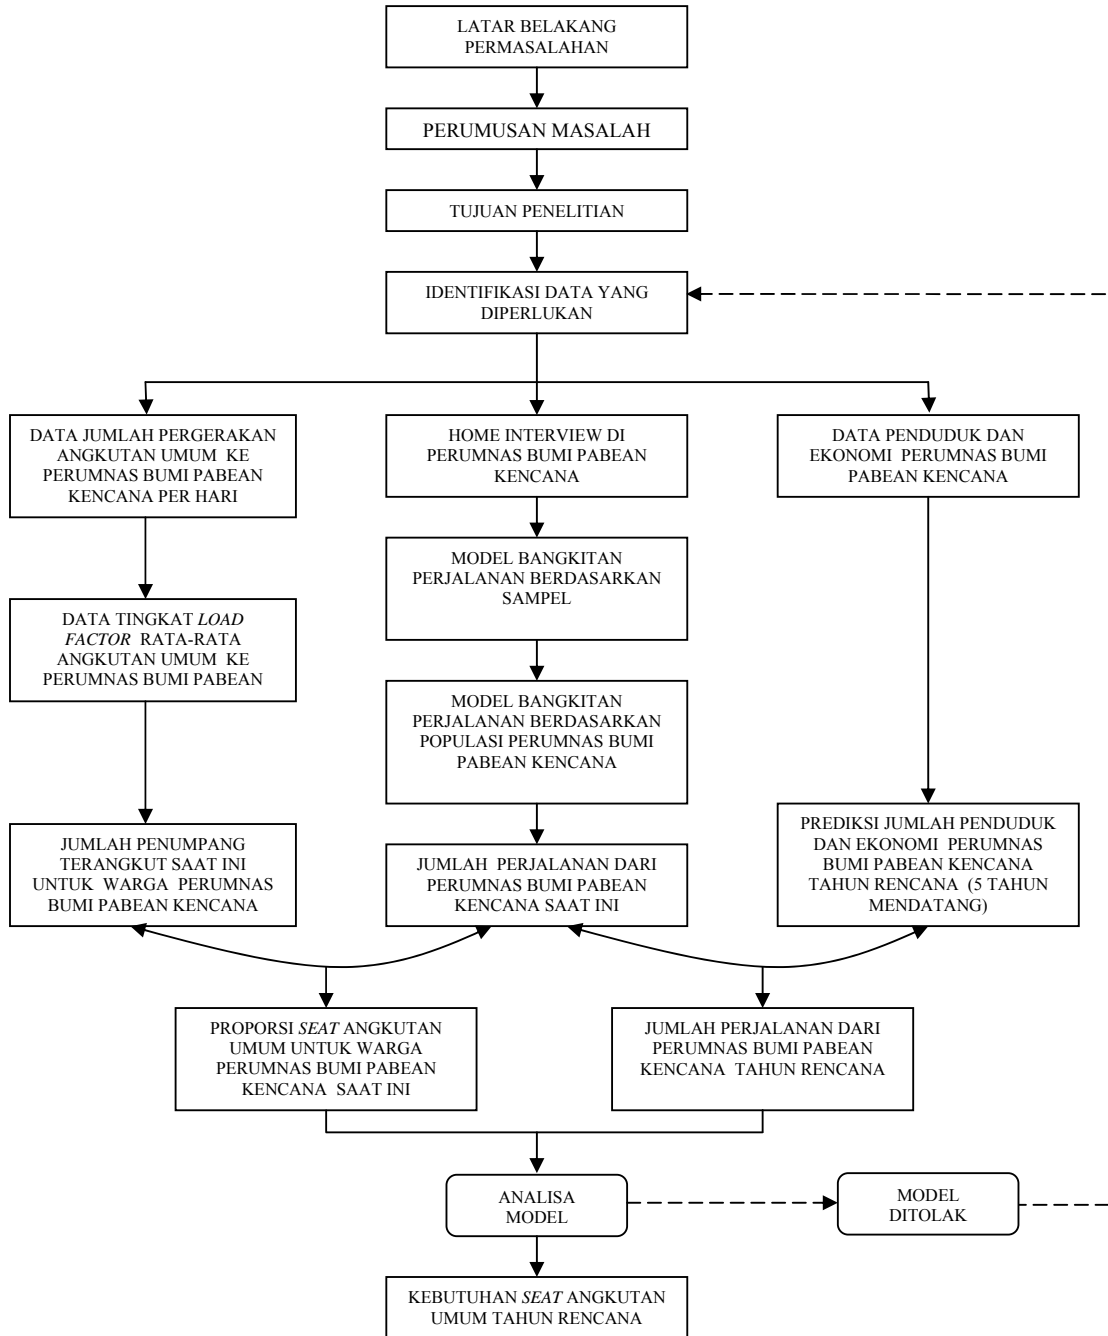 LATAR BELAKANG
PERMASALAHAN
PERUMUSAN MASALAH
TUJUAN PENELITIAN
IDENTIFIKASI DATA YANG
DIPERLUKAN
DATA JUMLAH PERGERAKAN
ANGKUTAN UMUM KE
PERUMNAS BUMI PABEAN
KENCANA PER HARI
HOME INTERVIEW DI
PERUMNAS BUMI PABEAN
KENCANA
DATA PENDUDUK DAN
EKONOMI PERUMNAS BUMI
PABEAN KENCANA
MODEL BANGKITAN
PERJALANAN BERDASARKAN
SAMPEL
DATA TINGKAT LOAD
FACTOR RATA-RATA
ANGKUTAN UMUM KE
PERUMNAS BUMI PABEAN
MODEL BANGKITAN
PERJALANAN BERDASARKAN
POPULASI PERUMNAS BUMI
PABEAN KENCANA
JUMLAH PENUMPANG
TERANGKUT SAAT INI
UNTUK WARGA PERUMNAS
BUMI PABEAN KENCANA
JUMLAH PERJALANAN DARI
PERUMNAS BUMI PABEAN
KENCANA SAAT INI
PREDIKSI JUMLAH PENDUDUK
DAN EKONOMI PERUMNAS
BUMI PABEAN KENCANA
TAHUN RENCANA (5 TAHUN
MENDATANG)
PROPORSI SEAT ANGKUTAN
UMUM UNTUK WARGA
PERUMNAS BUMI PABEAN
KENCANA SAAT INI
JUMLAH PERJALANAN DARI
PERUMNAS BUMI PABEAN
KENCANA TAHUN RENCANA
ANALISA
MODEL
MODEL
DITOLAK
KEBUTUHAN SEAT ANGKUTAN
UMUM TAHUN RENCANA